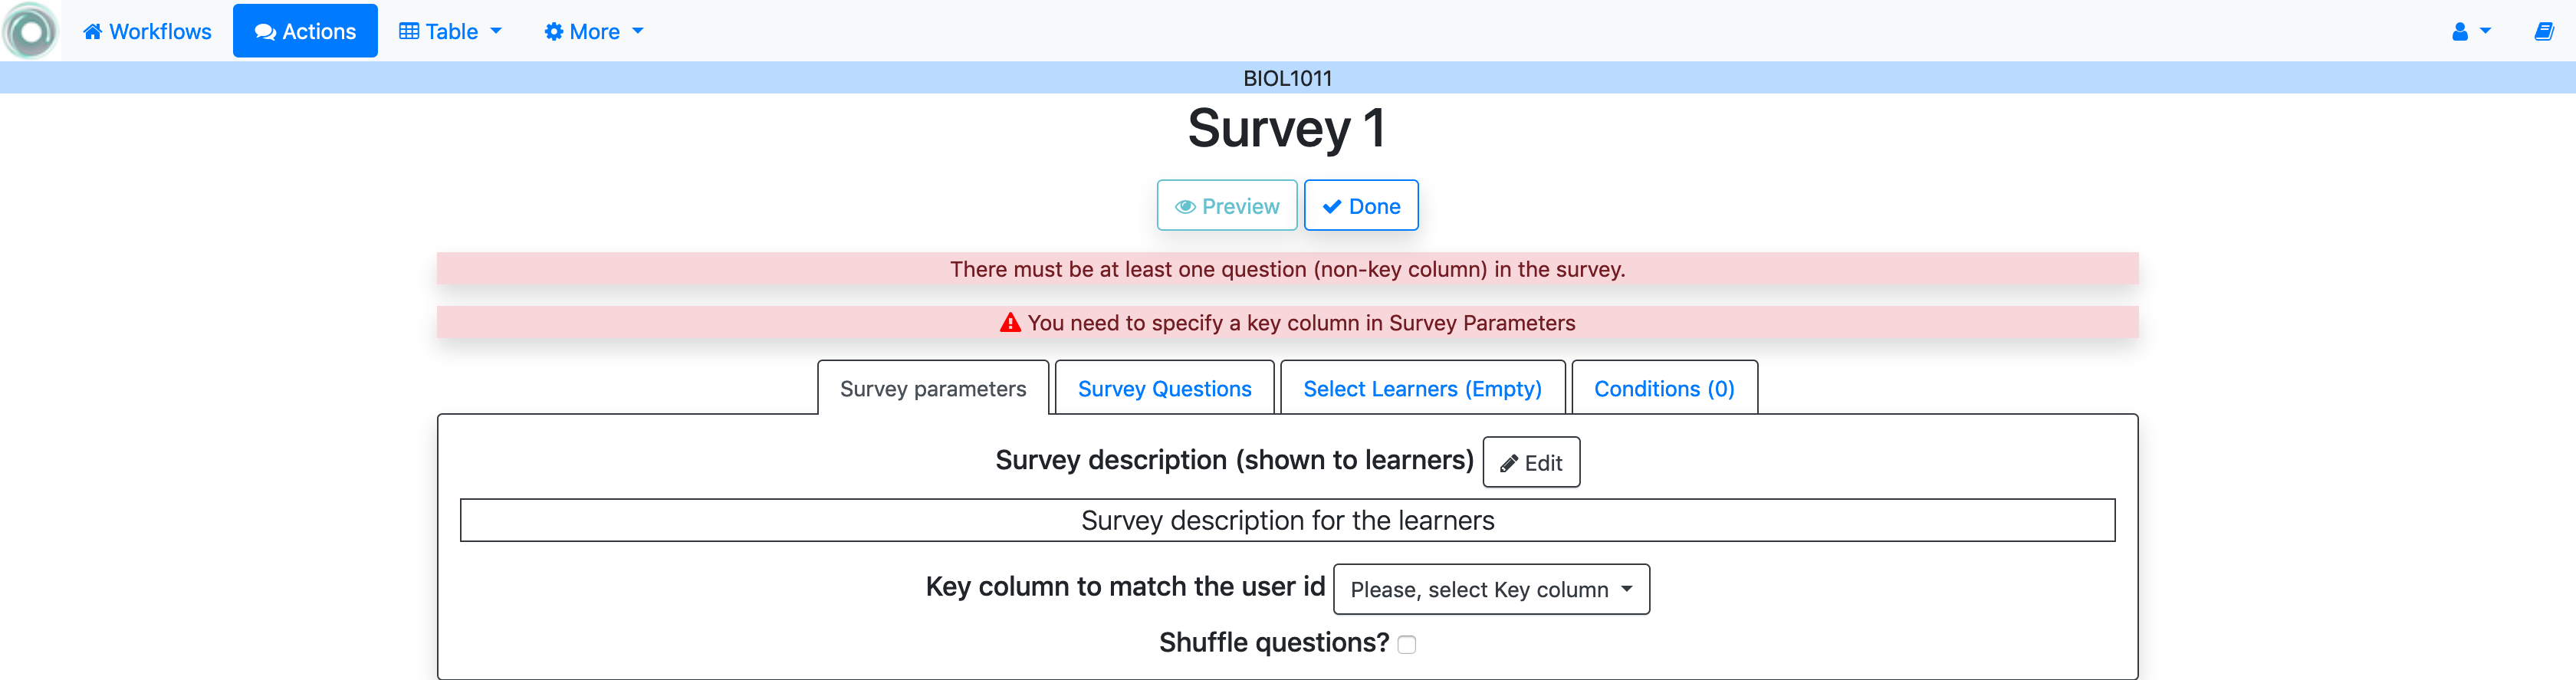 Workflows Actions Table More
BIOL1011
Survey 1
Preview Done
There must be at least one question (non-key column) in the survey.
You need to specify a key column in Survey Parameters
Survey parameters Survey Questions Select Learners (Empty) Conditions (0)
Survey description (shown to learners) Edit
Survey description for the learners
Key column to match the user id Please, select Key column
Shuffle questions?